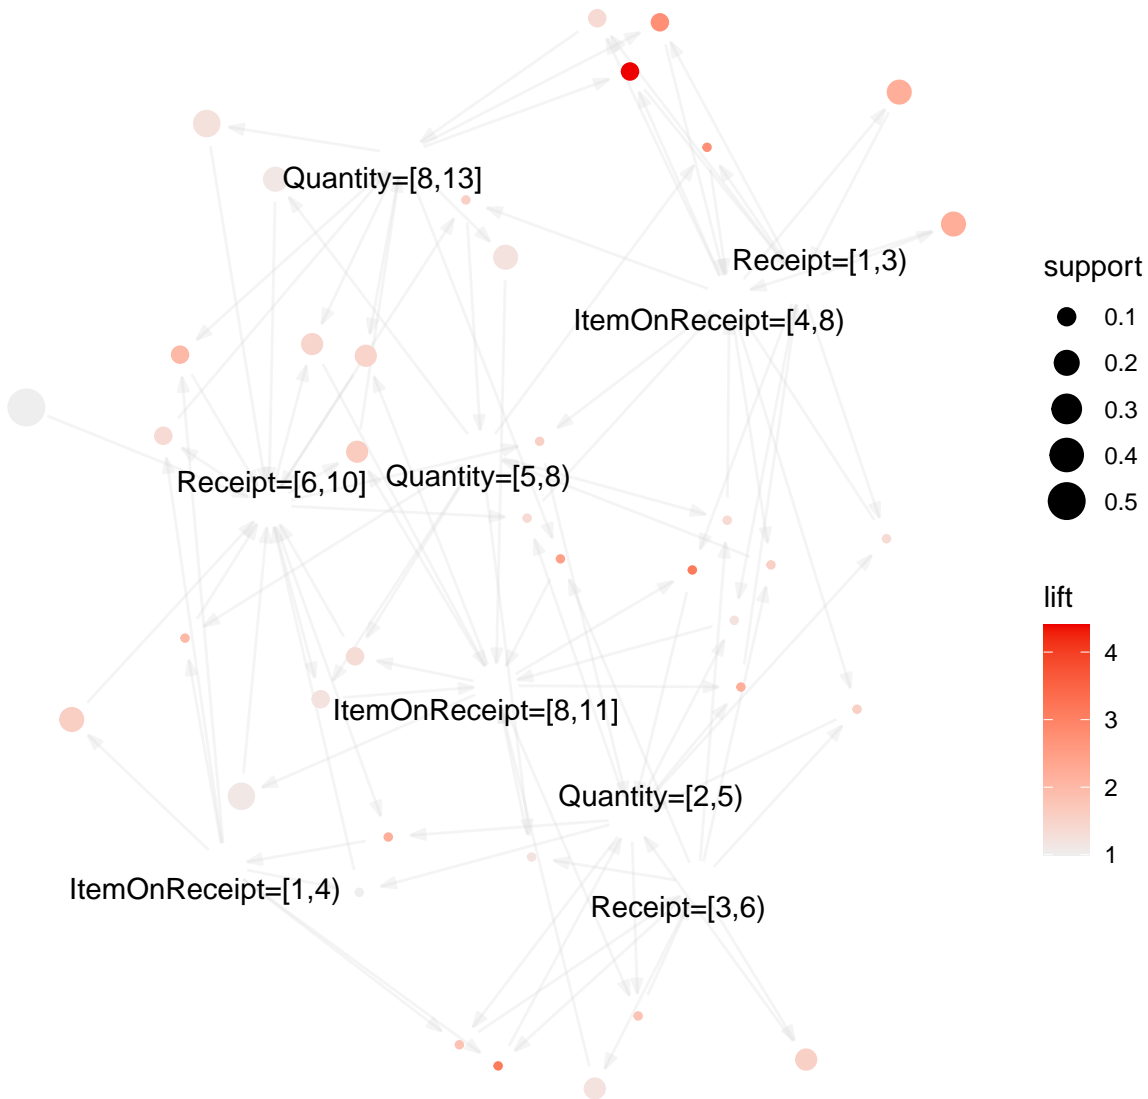 Quantity=[8,13]
Receipt=[1,3)
ItemOnReceipt=[4,8)
Receipt=[6,10]
Quantity=[5,8)
ItemOnReceipt=[8,11]
Quantity=[2,5)
ItemOnReceipt=[1,4)
Receipt=[3,6)
support
0.1
0.2
0.3
0.4
0.5
lift
4
3
2
1